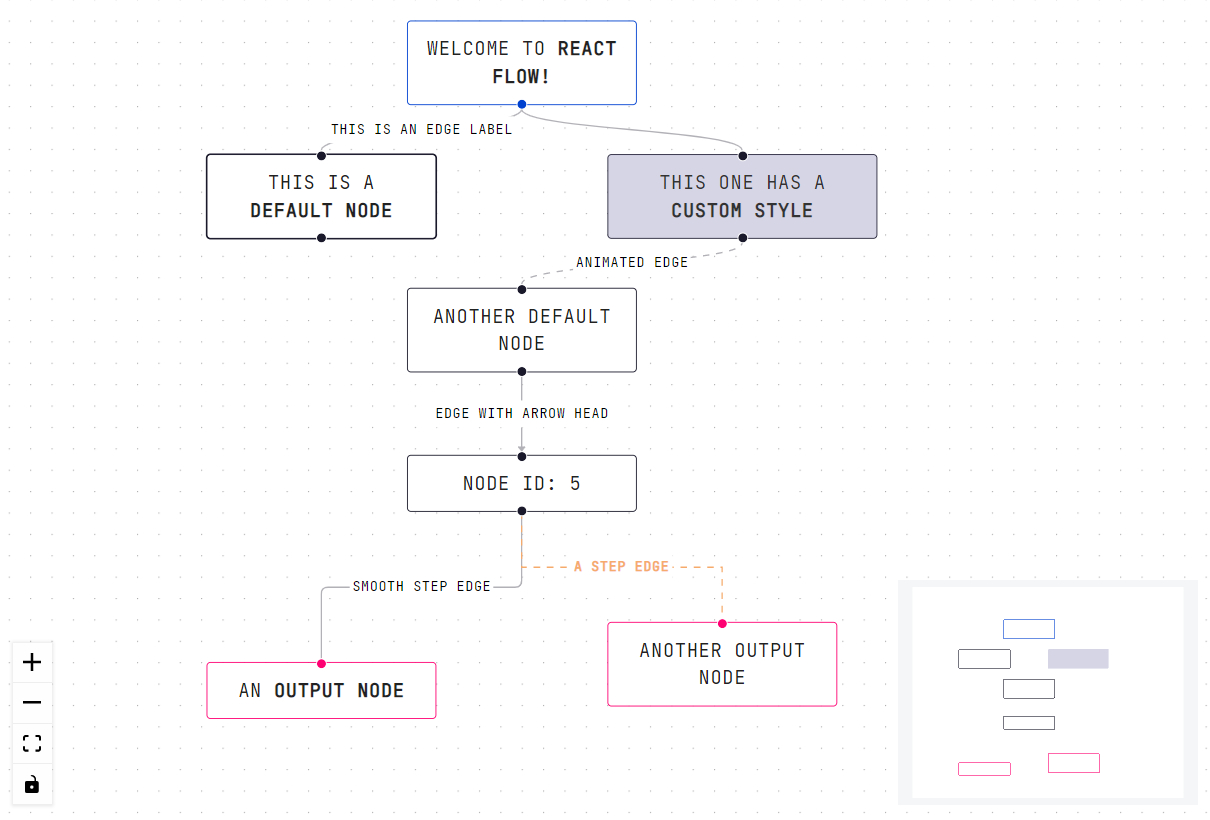 WELCOME TO REACT
FLOW!
THIS IS AN EDGE LABEL
THIS IS A
DEFAULT NODE
THIS ONE HAS A
CUSTOM STYLE
ANIMATED EDGE
ANOTHER DEFAULT
NODE
EDGE WITH ARROW HEAD
NODE ID: 5
A STEP EDGE
SMOOTH STEP EDGE
ANOTHER OUTPUT
NODE
AN OUTPUT NODE